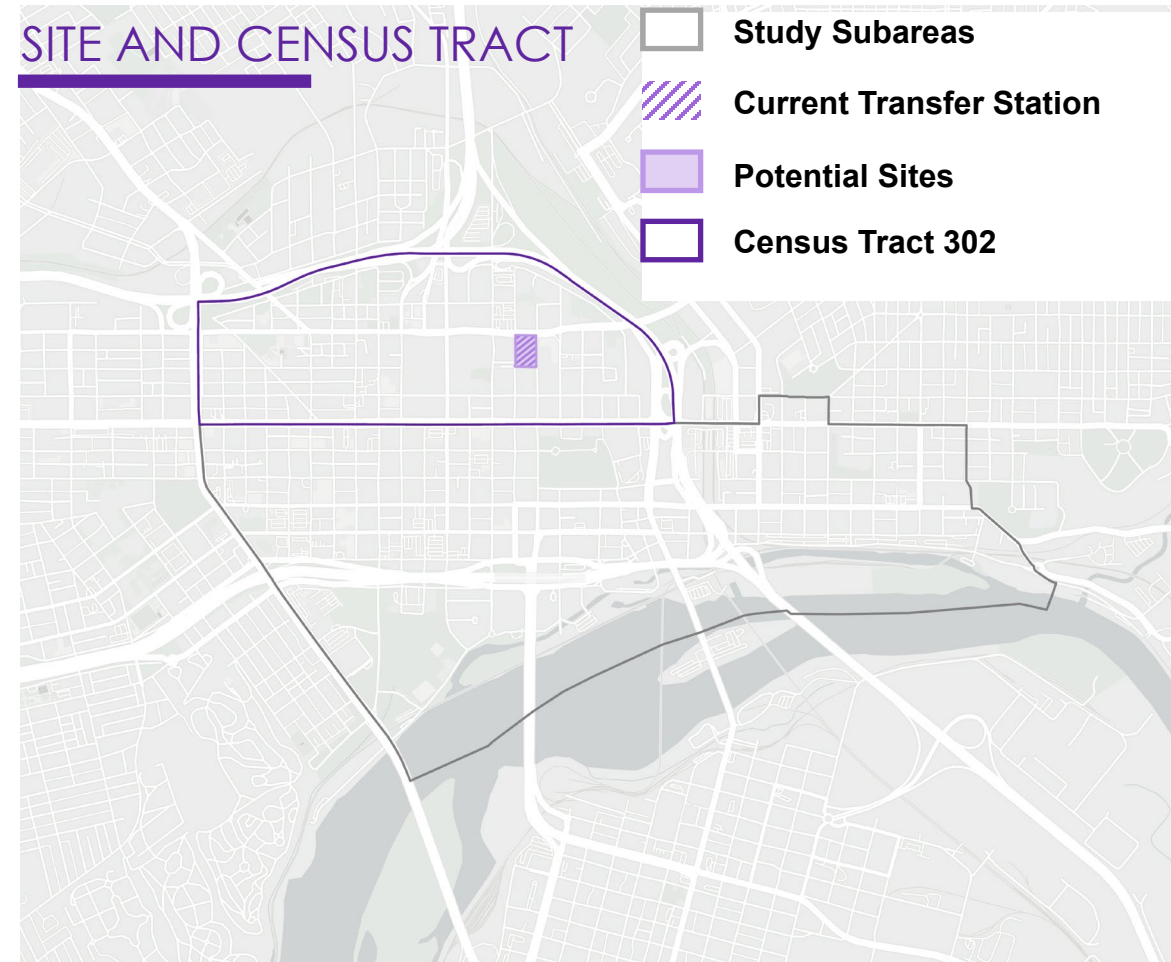 SITE AND CENSUS TRACT
Study Subareas
Current Transfer Station
Potential Sites
Census Tract 302